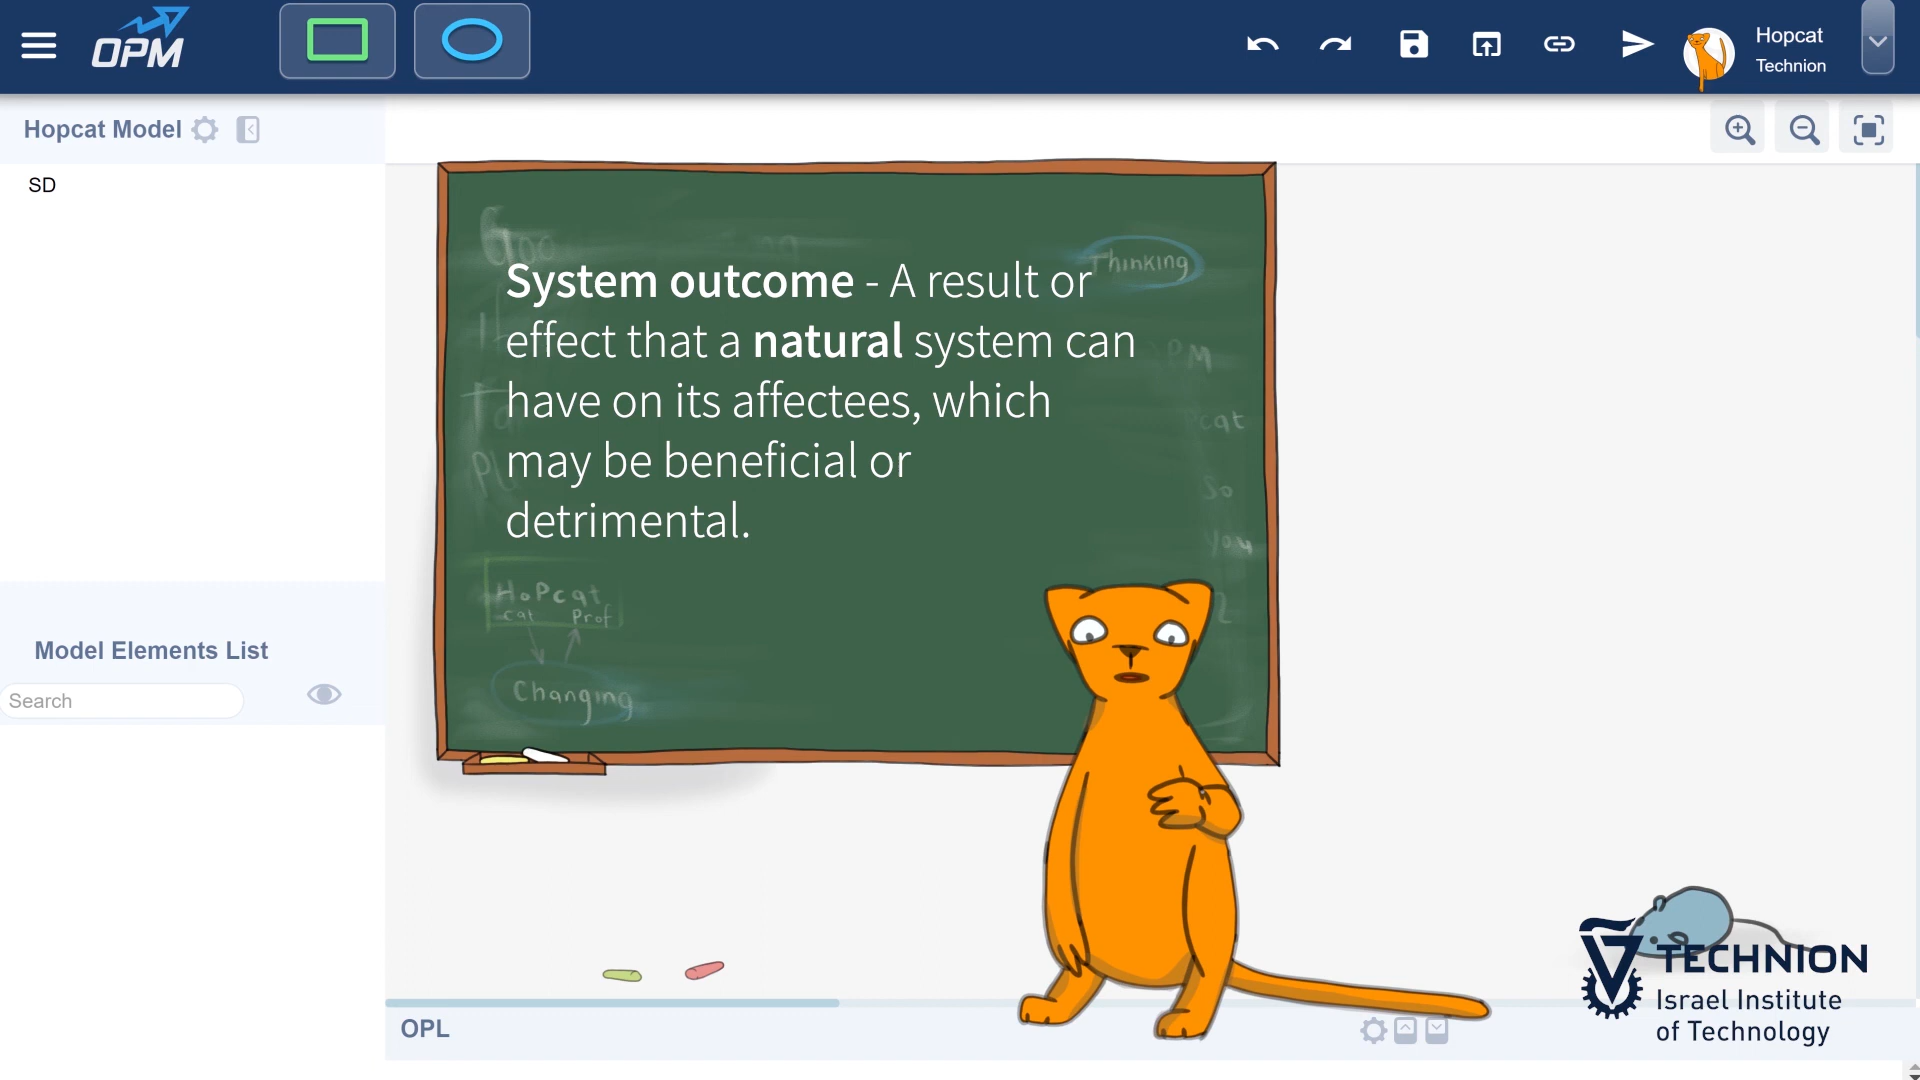 OPM
Hopcat
Technion
Hopcat Model
SD
Thinking
System outcome - A result or
effect that a natural system can
have on its affectees, which
may be beneficial or
detrimental.
So
You
HoPcat
cat Prof
Changing
Model Elements List
Search
OPL
TECHNION
Israel Institute
of Technology